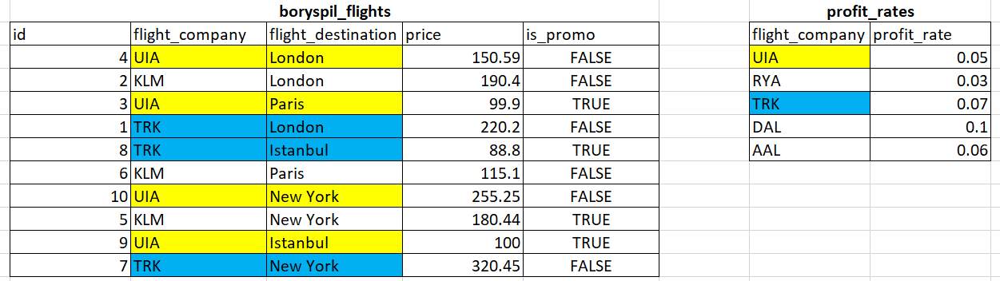 boryspil_flights profit_rates
id flight_company flight_destination price is_promo flight_company profit_rate
4 UIA London 150.59 FALSE UIA 0.05
2 KLM London 190.4 FALSE RYA 0.03
3 UIA Paris 99.9 TRUE TRK 0.07
1 TRK London 220.2 FALSE DAL 0.1
8 TRK Istanbul 88.8 TRUE AAL 0.06
6 KLM Paris 115.1 FALSE
10 UIA New York 255.25 FALSE
5 KLM New York 180.44 TRUE
9 UIA Istanbul 100 TRUE
7 TRK New York 320.45 FALSE